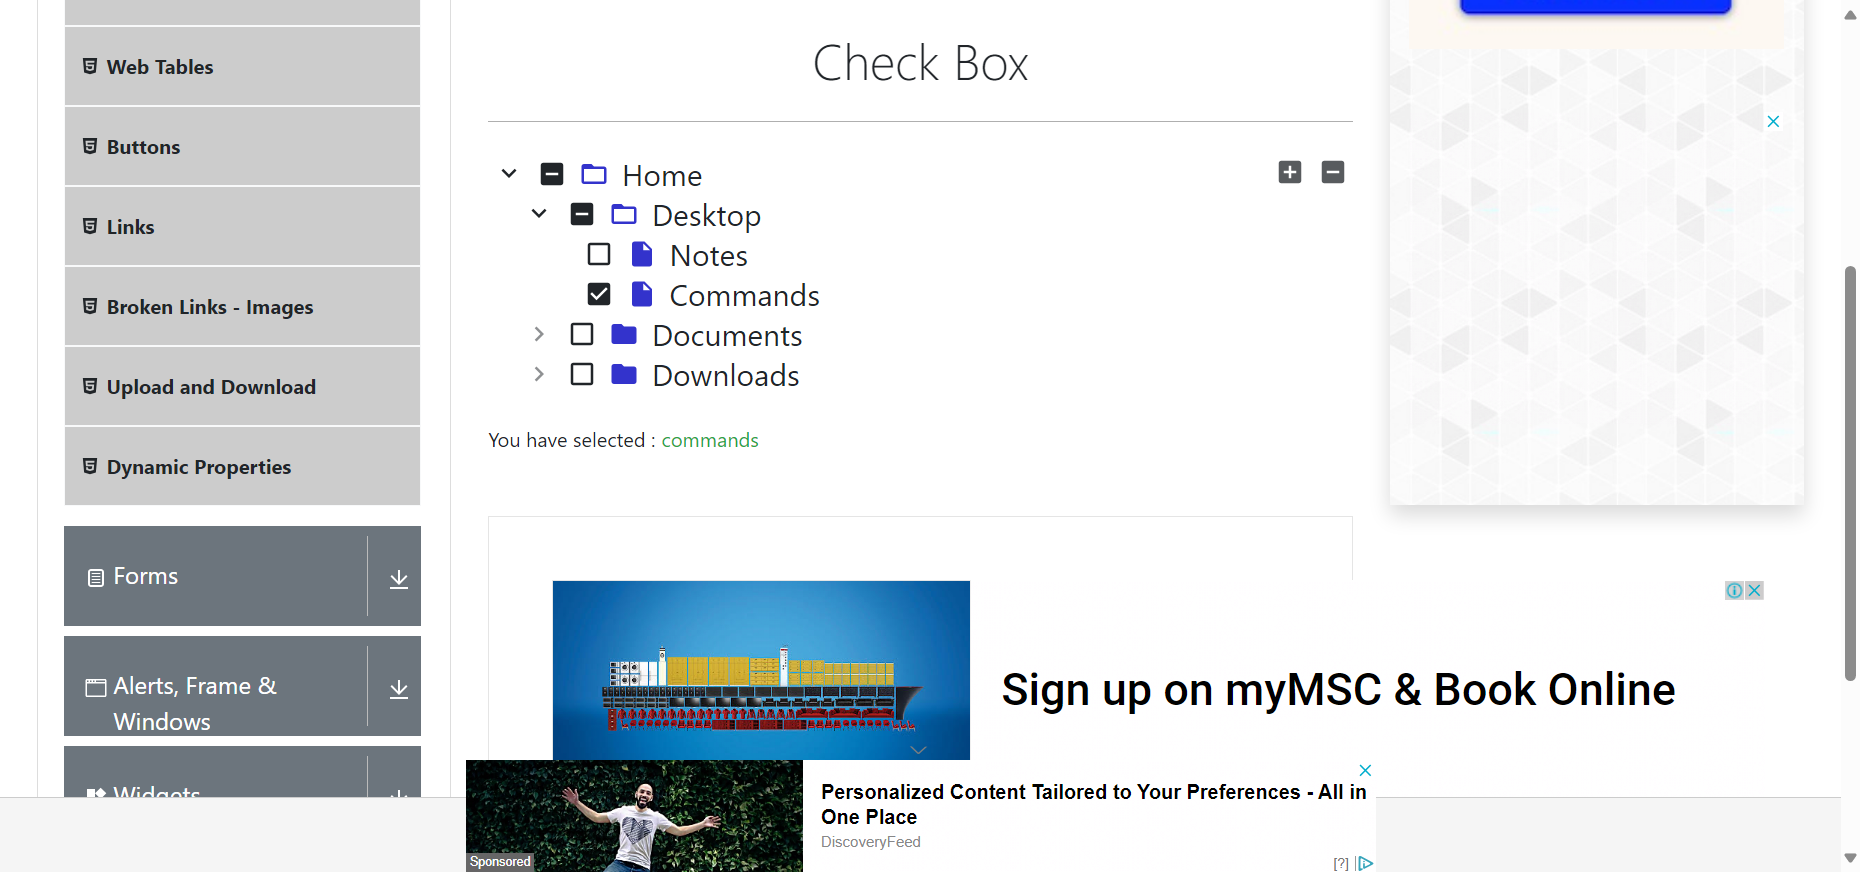 Web Tables
Buttons
Links
Broken Links - Images
Upload and Download
Dynamic Properties
Forms
Alerts, Frame &
Windows
Widgets
Check Box
Home
Desktop
Notes
Commands
Documents
Downloads
You have selected : commands
Sign up on myMSC & Book Online
Personalized Content Tailored to Your Preferences - All in
One Place
DiscoveryFeed
Sponsored
[?]